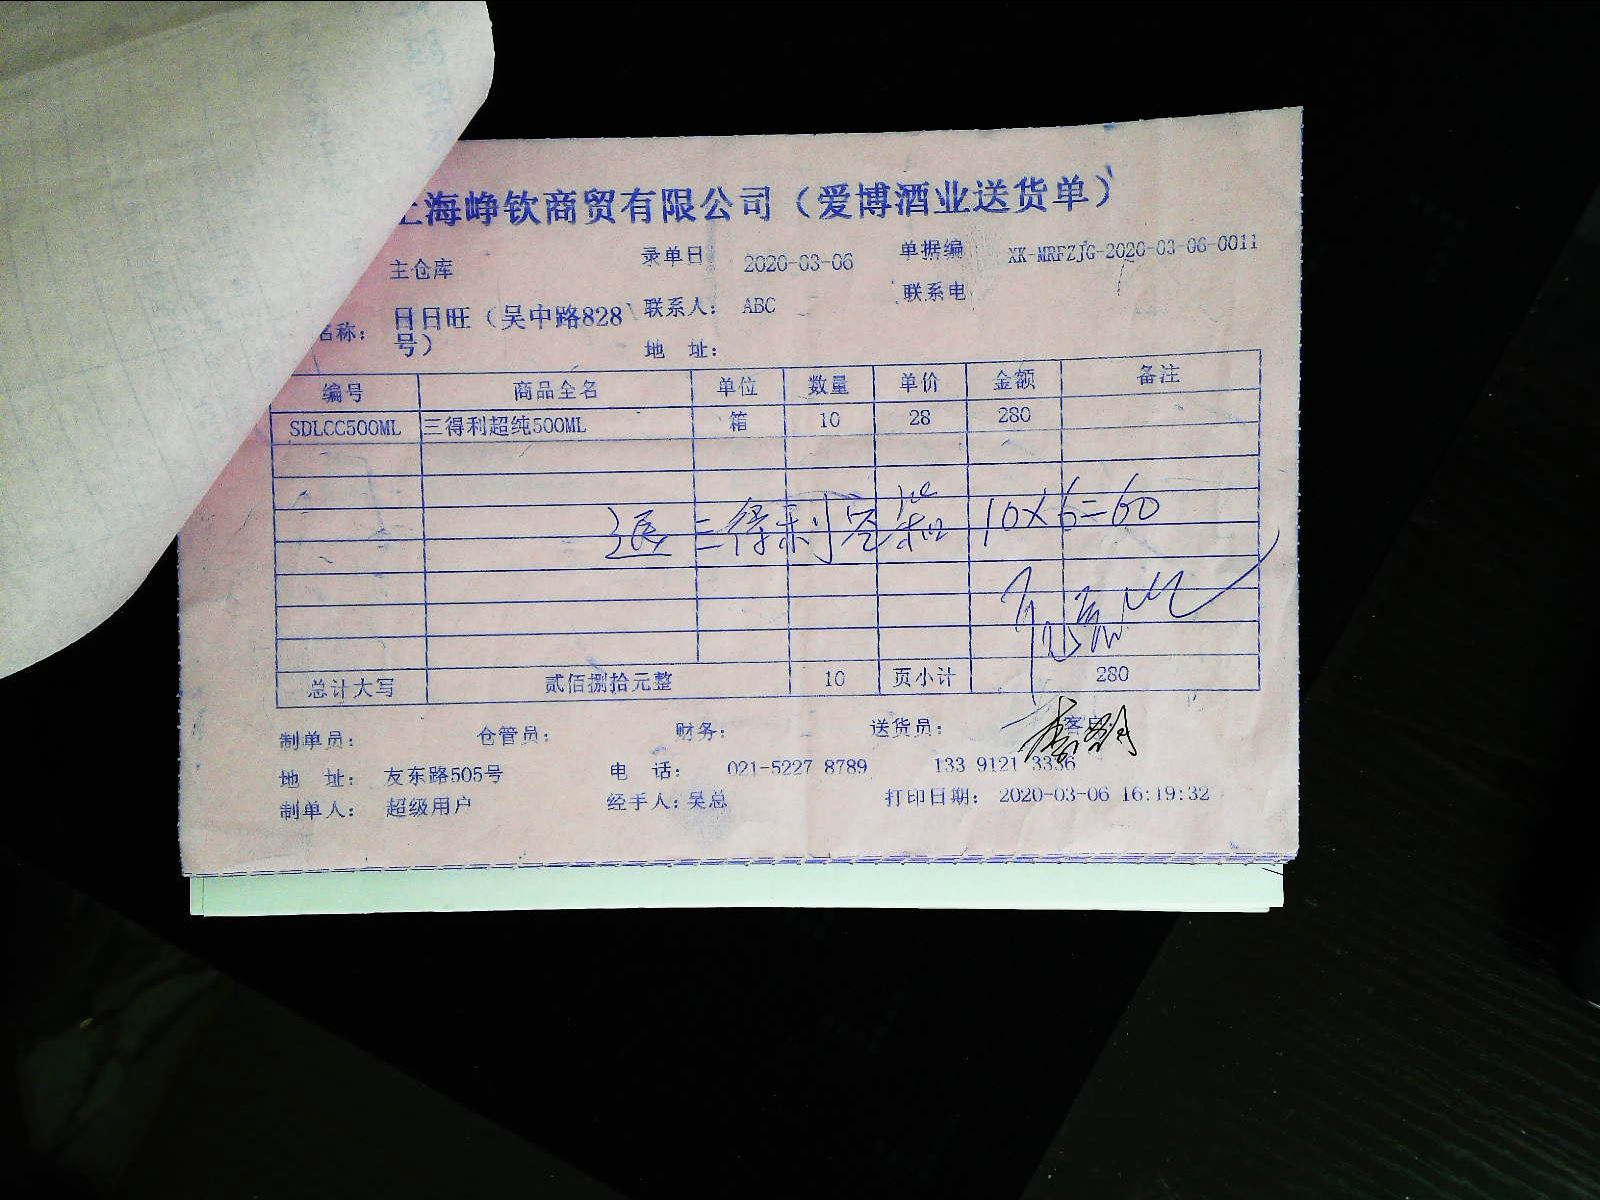 上海峥钦商贸有限公司（爱博酒业送货单）
主仓库 录单日 2020-03-06 单据编 XK-MRFZJG-2020-03-06-0011
名称： 日日旺（吴中路828号） 联系人： ABC 联系电
地 址：
编号 商品全名 单位 数量 单价 金额 备注
SDLCC500ML 三得利超纯500ML 箱 10 28 280
退三得利空 10×6=60
总计大写 贰佰捌拾元整 10 页小计 280
制单员： 仓管员： 财务： 送货员： 客户
地 址： 友东路505号 电 话： 021-5227 8789 133 9121 3336
制单人： 超级用户 经手人：吴总 打印日期： 2020-03-06 16:19:32